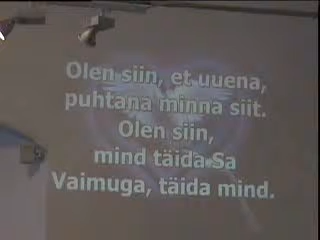 Olen siin, et uuena,
puhtana minna siit.
Olen siin,
mind täida Sa
Vaimuga, täida mind.